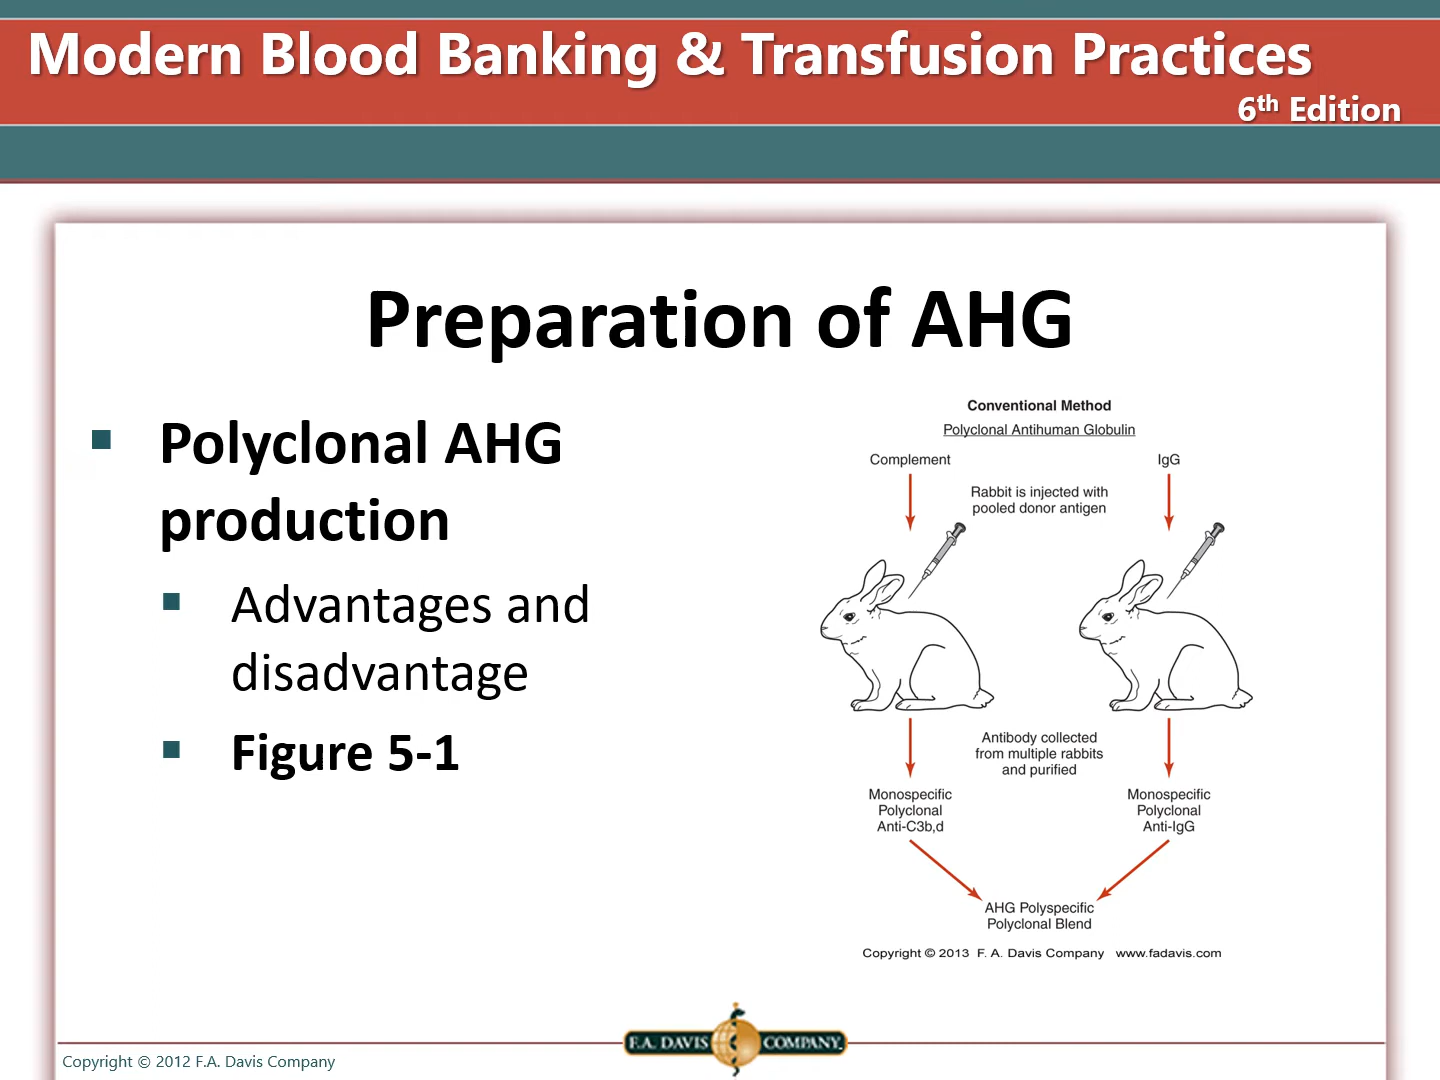 Modern Blood Banking & Transfusion Practices
6th Edition
Preparation of AHG
Polyclonal AHG
production
Advantages and
disadvantage
Figure 5-1
Conventional Method
Polyclonal Antihuman Globulin
Complement
IgG
Rabbit is injected with
pooled donor antigen
Antibody collected
from multiple rabbits
and purified
Monospecific
Polyclonal
Anti-C3b,d
Monospecific
Polyclonal
Anti-IgG
AHG Polyspecific
Polyclonal Blend
Copyright © 2013 F. A. Davis Company www.fadavis.com
F.A. DAVIS COMPANY
Copyright © 2012 F.A. Davis Company